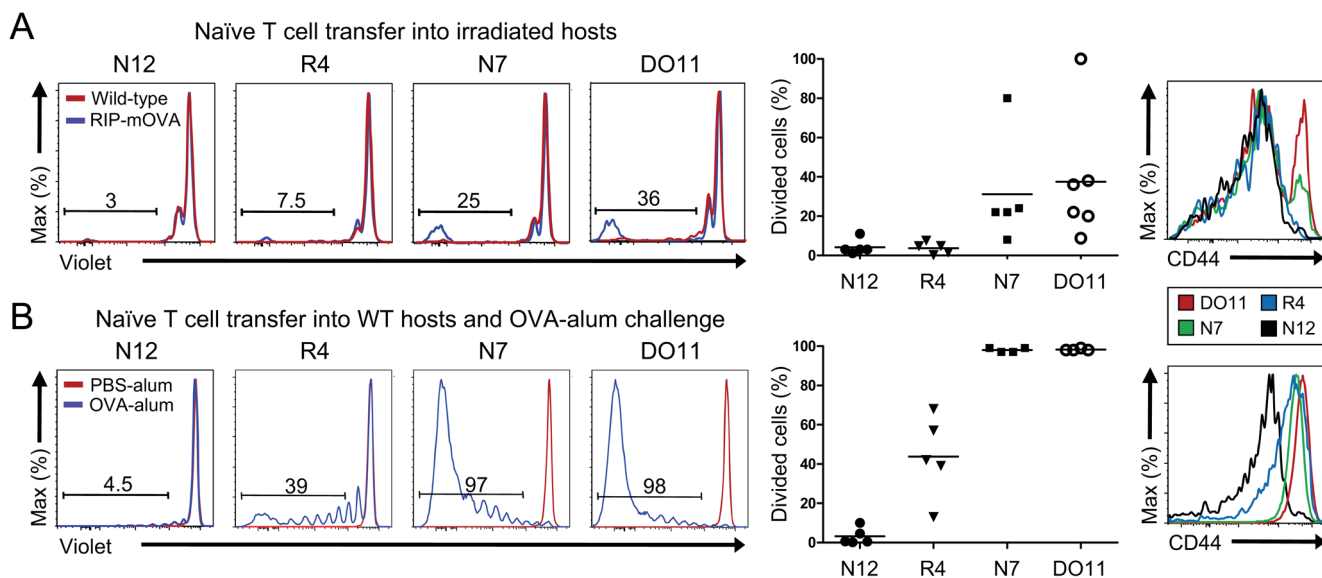 A
Naïve T cell transfer into irradiated hosts
N12
R4
N7
DO11
Max (%)
Wild-type
RIP-mOVA
3
7.5
25
36
Violet
Divided cells (%)
100
80
60
40
20
0
N12
R4
N7
DO11
Max (%)
CD44
DO11
R4
N7
N12
B
Naïve T cell transfer into WT hosts and OVA-alum challenge
N12
R4
N7
DO11
Max (%)
PBS-alum
OVA-alum
4.5
39
97
98
Violet
Divided cells (%)
100
80
60
40
20
0
N12
R4
N7
DO11
Max (%)
CD44